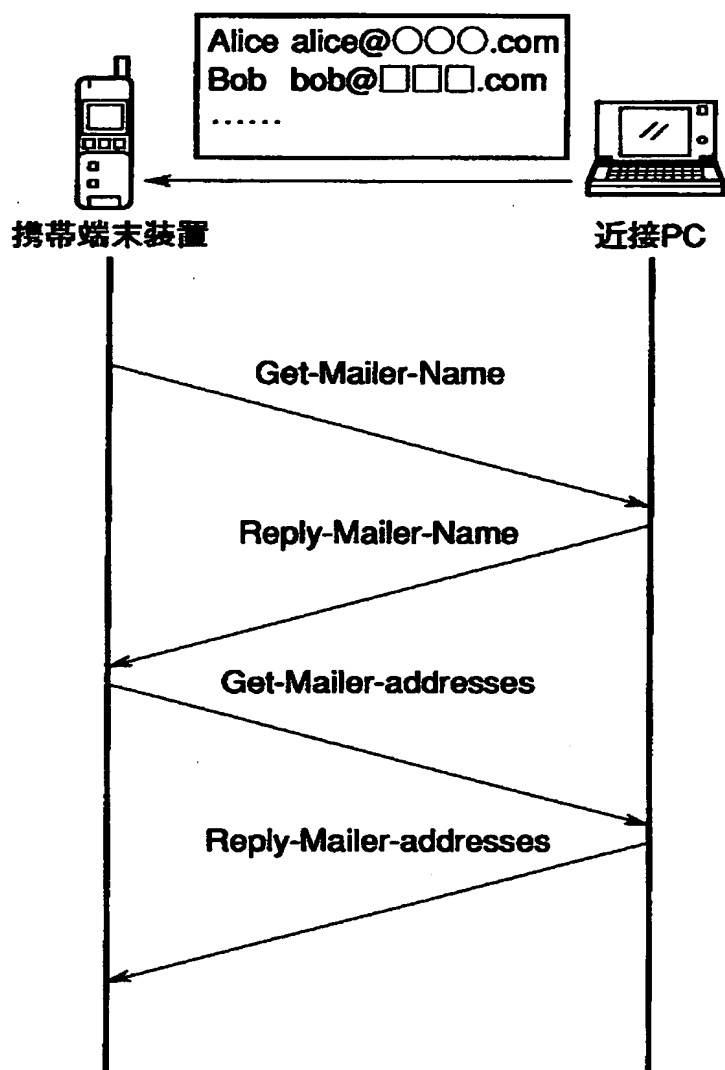 Alice alice@○○○.com
Bob bob@□□□.com
......
携帯端末装置
近接PC
Get-Mailer-Name
Reply-Mailer-Name
Get-Mailer-addresses
Reply-Mailer-addresses